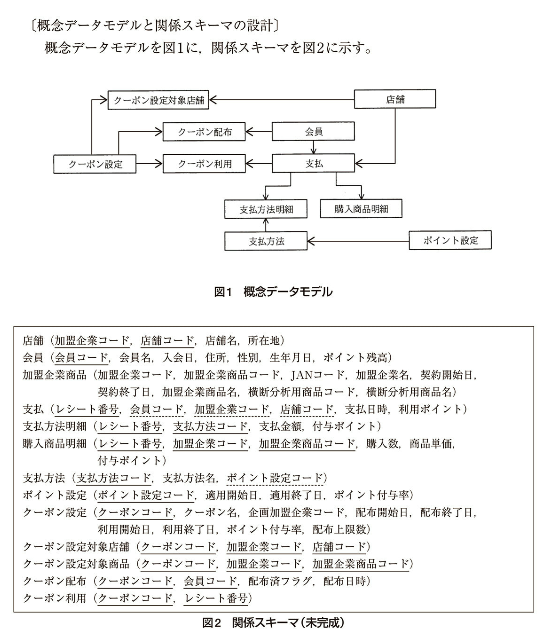 〔概念データモデルと関係スキーマの設計〕
概念データモデルを図1に，関係スキーマを図2に示す。
クーポン設定対象店舗
店舗
クーポン配布
会員
クーポン設定
クーポン利用
支払
支払方法明細
購入商品明細
支払方法
ポイント設定
図1 概念データモデル
店舗（加盟企業コード，店舗コード，店舗名，所在地）
会員（会員コード，会員名，入会日，住所，性別，生年月日，ポイント残高）
加盟企業商品（加盟企業コード，加盟企業商品コード，JANコード，加盟企業名，契約開始日，
契約終了日，加盟企業商品名，横断分析用商品コード，横断分析用商品名）
支払（レシート番号，会員コード，加盟企業コード，店舗コード，支払日時，利用ポイント）
支払方法明細（レシート番号，支払方法コード，支払金額，付与ポイント）
購入商品明細（レシート番号，加盟企業コード，加盟企業商品コード，購入数，商品単価，
付与ポイント）
支払方法（支払方法コード，支払方法名，ポイント設定コード）
ポイント設定（ポイント設定コード，適用開始日，適用終了日，ポイント付与率）
クーポン設定（クーポンコード，クーポン名，企画加盟企業コード，配布開始日，配布終了日，
利用開始日，利用終了日，ポイント付与率，配布上限数）
クーポン設定対象店舗（クーポンコード，加盟企業コード，店舗コード）
クーポン設定対象商品（クーポンコード，加盟企業コード，加盟企業商品コード）
クーポン配布（クーポンコード，会員コード，配布済フラグ，配布日時）
クーポン利用（クーポンコード，レシート番号）
図2 関係スキーマ（未完成）